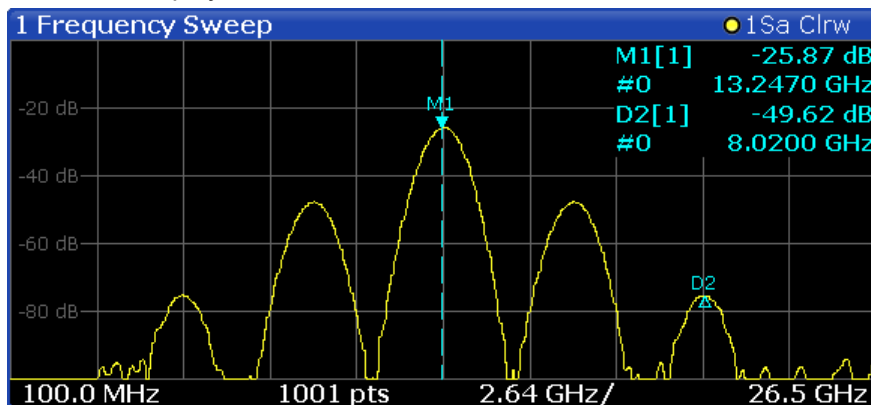 1 Frequency Sweep 1Sa Clrw
M1[1] -25.87 dB
#0 13.2470 GHz
D2[1] -49.62 dB
#0 8.0200 GHz
M1
-20 dB
-40 dB
-60 dB
D2
-80 dB
100.0 MHz 1001 pts 2.64 GHz/ 26.5 GHz